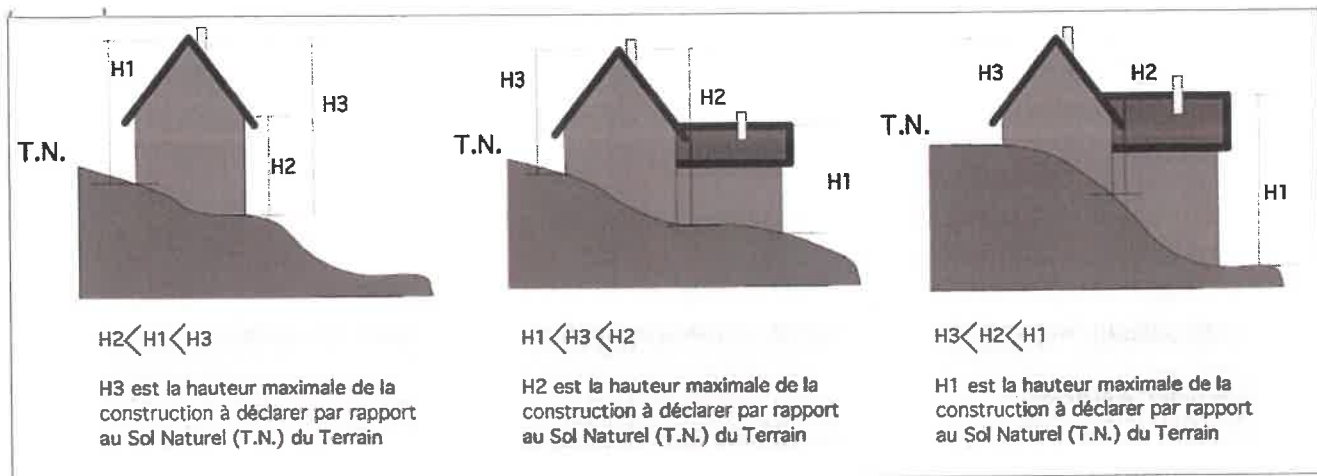 H1
H3
T.N.
H2
H2<H1<H3
H3 est la hauteur maximale de la
construction à déclarer par rapport
au Sol Naturel (T.N.) du Terrain
H3
H2
T.N.
H1
H1<H3<H2
H2 est la hauteur maximale de la
construction à déclarer par rapport
au Sol Naturel (T.N.) du Terrain
H3
H2
T.N.
H1
H3<H2<H1
H1 est la hauteur maximale de la
construction à déclarer par rapport
au Sol Naturel (T.N.) du Terrain